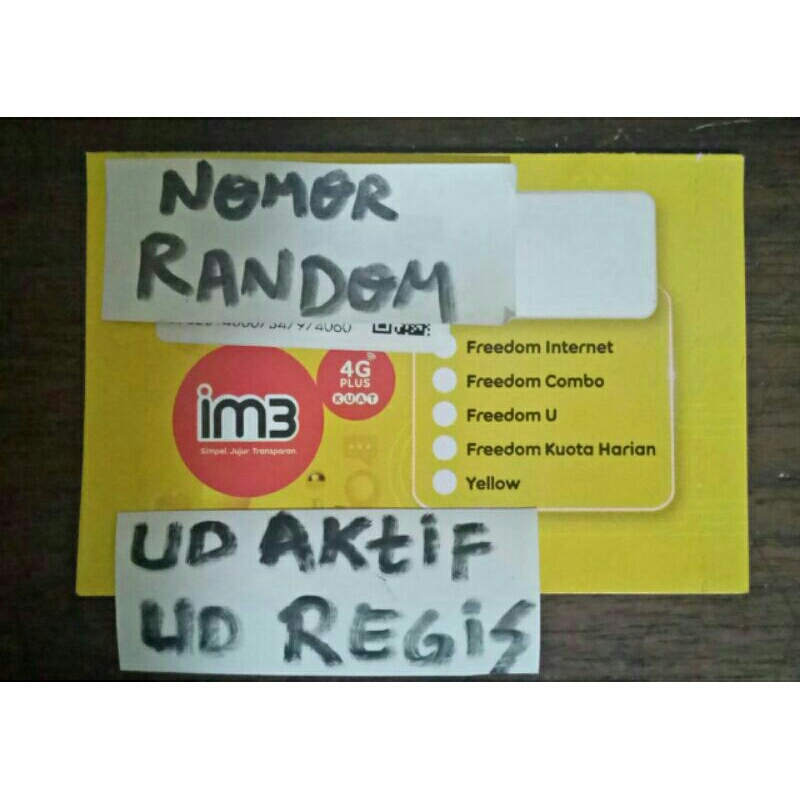 NOMOR
RANDOM
Freedom Internet
Freedom Combo
Freedom U
Freedom Kuota Harian
Yellow
4G
PLUS
KUAT
im3
Simpel. Jujur. Transparan.
UD AKtiF
UD REGiS